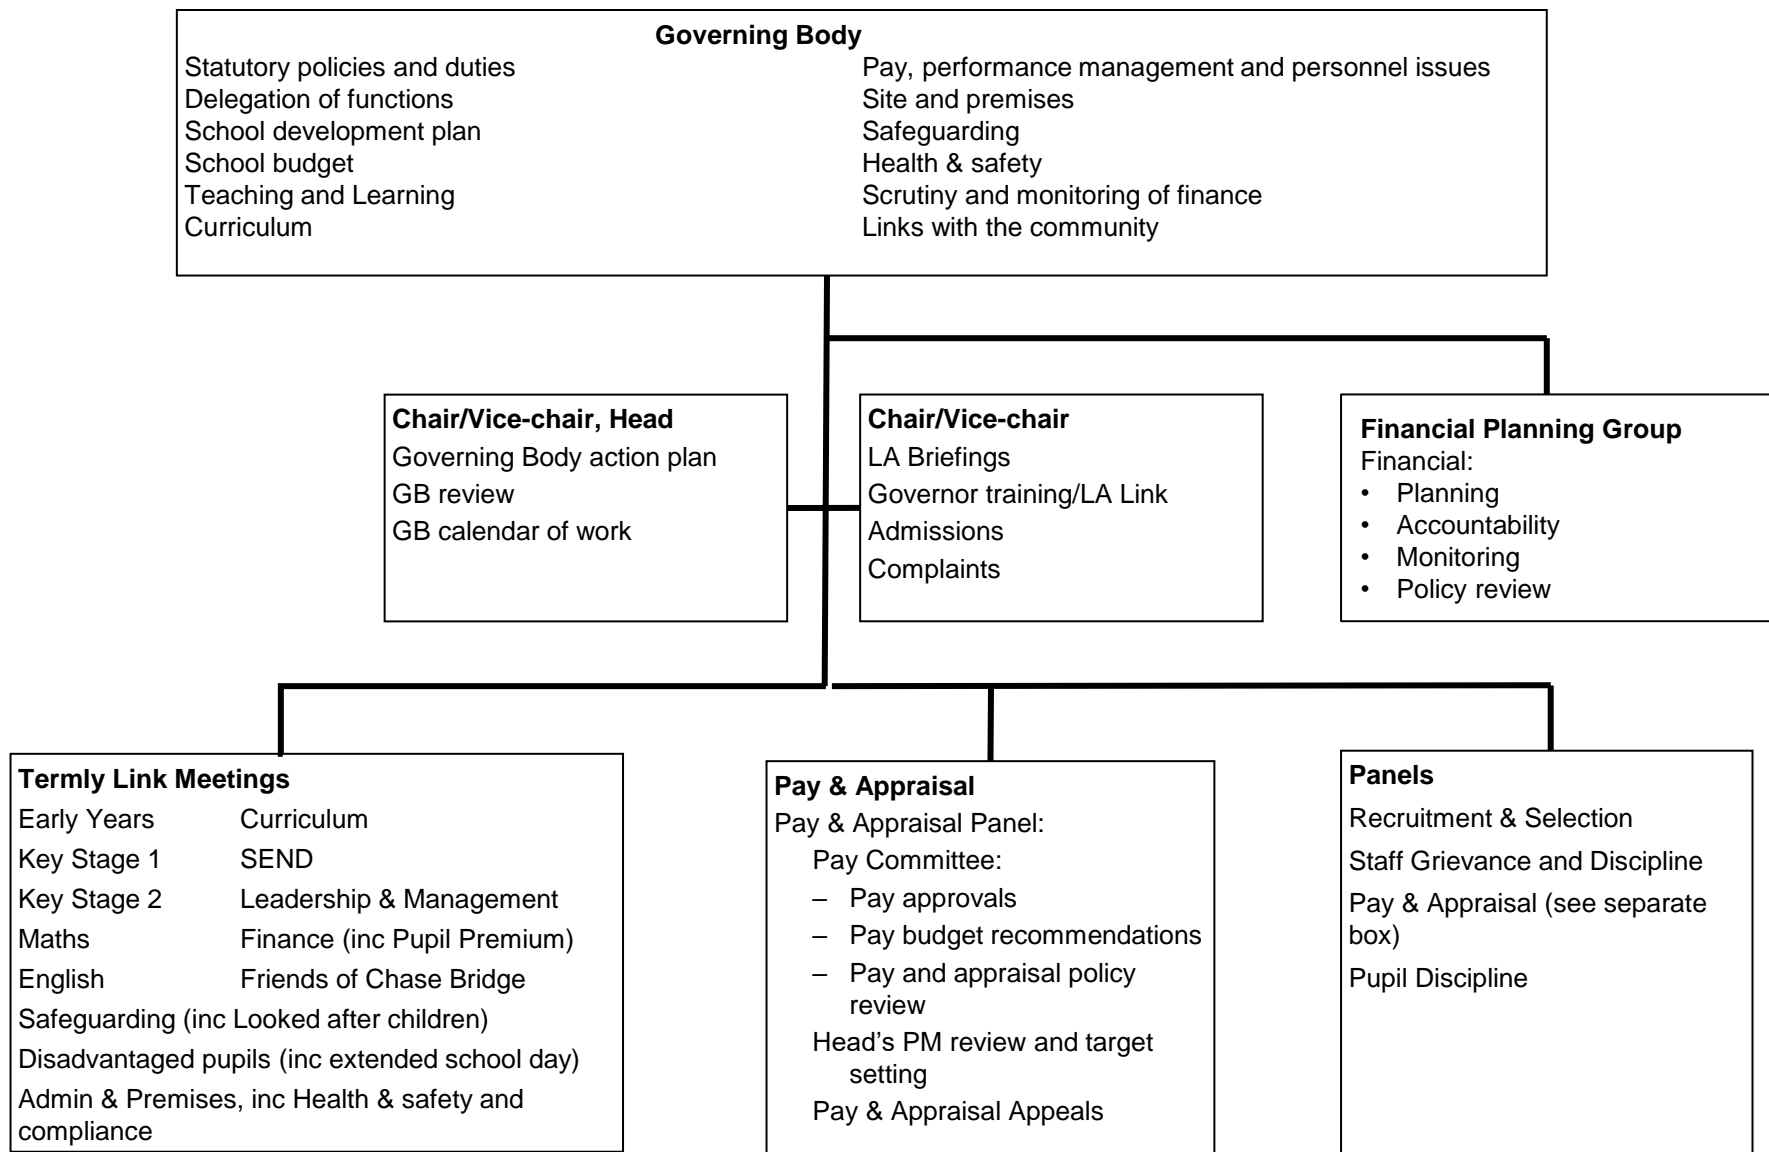 Governing Body
Statutory policies and duties
Delegation of functions
School development plan
School budget
Teaching and Learning
Curriculum
Pay, performance management and personnel issues
Site and premises
Safeguarding
Health & safety
Scrutiny and monitoring of finance
Links with the community
Chair/Vice-chair, Head
Governing Body action plan
GB review
GB calendar of work
Chair/Vice-chair
LA Briefings
Governor training/LA Link
Admissions
Complaints
Financial Planning Group
Financial:
• Planning
• Accountability
• Monitoring
• Policy review
Termly Link Meetings
Early Years Curriculum
Key Stage 1 SEND
Key Stage 2 Leadership & Management
Maths Finance (inc Pupil Premium)
English Friends of Chase Bridge
Safeguarding (inc Looked after children)
Disadvantaged pupils (inc extended school day)
Admin & Premises, inc Health & safety and
compliance
Pay & Appraisal
Pay & Appraisal Panel:
Pay Committee:
– Pay approvals
– Pay budget recommendations
– Pay and appraisal policy
review
Head’s PM review and target
setting
Pay & Appraisal Appeals
Panels
Recruitment & Selection
Staff Grievance and Discipline
Pay & Appraisal (see separate
box)
Pupil Discipline